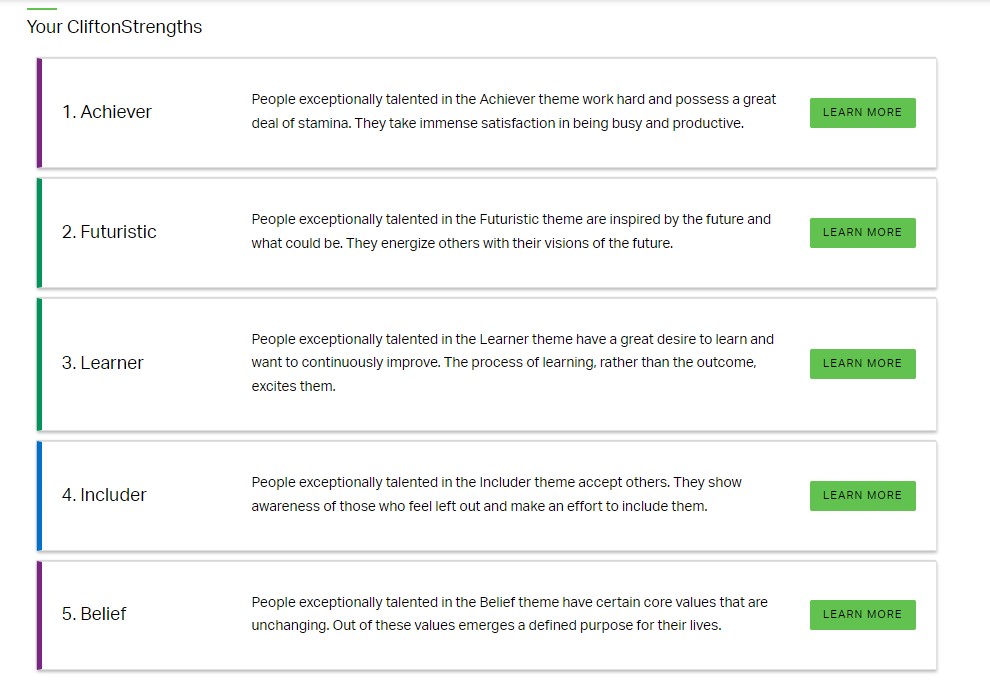 Your CliftonStrengths
1. Achiever
People exceptionally talented in the Achiever theme work hard and possess a great
deal of stamina. They take immense satisfaction in being busy and productive.
LEARN MORE
2. Futuristic
People exceptionally talented in the Futuristic theme are inspired by the future and
what could be. They energize others with their visions of the future.
LEARN MORE
3. Learner
People exceptionally talented in the Learner theme have a great desire to learn and
want to continuously improve. The process of learning, rather than the outcome,
excites them.
LEARN MORE
4. Includer
People exceptionally talented in the Includer theme accept others. They show
awareness of those who feel left out and make an effort to include them.
LEARN MORE
5. Belief
People exceptionally talented in the Belief theme have certain core values that are
unchanging. Out of these values emerges a defined purpose for their lives.
LEARN MORE